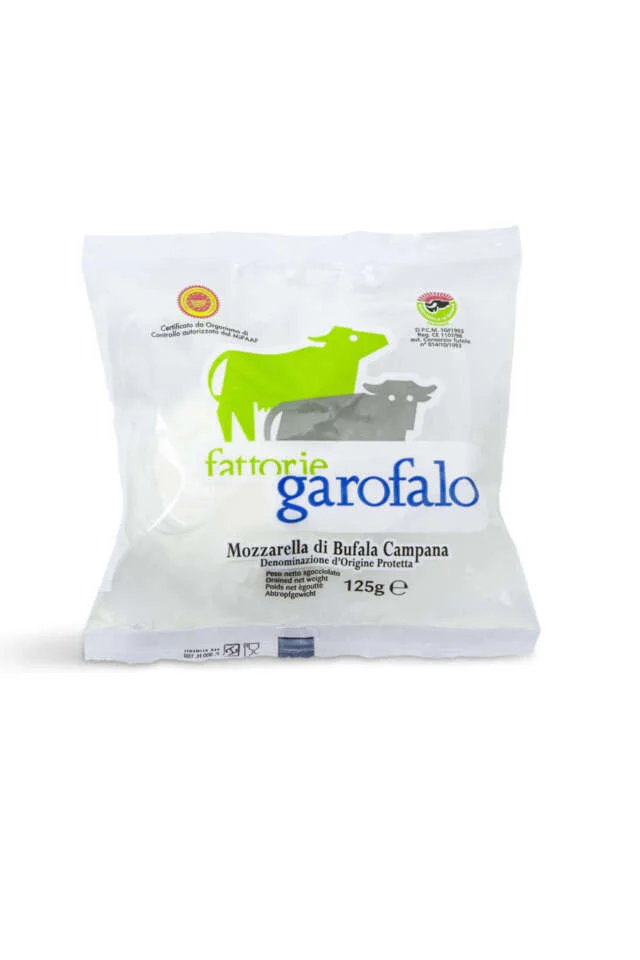 Certificato da Organismo di
Controllo autorizzato dal MiPAAF
D.P.C.M. 10/1993
Reg. CE 1107/96
aut. Consorzio Tutela
n° 014/10/1993
fattorie
garofalo
Mozzarella di Bufala Campana
Denominazione d'Origine Protetta
Peso netto sgocciolato
Drained net weight
Poids net égoutté
Abtropfgewicht
125g ℮